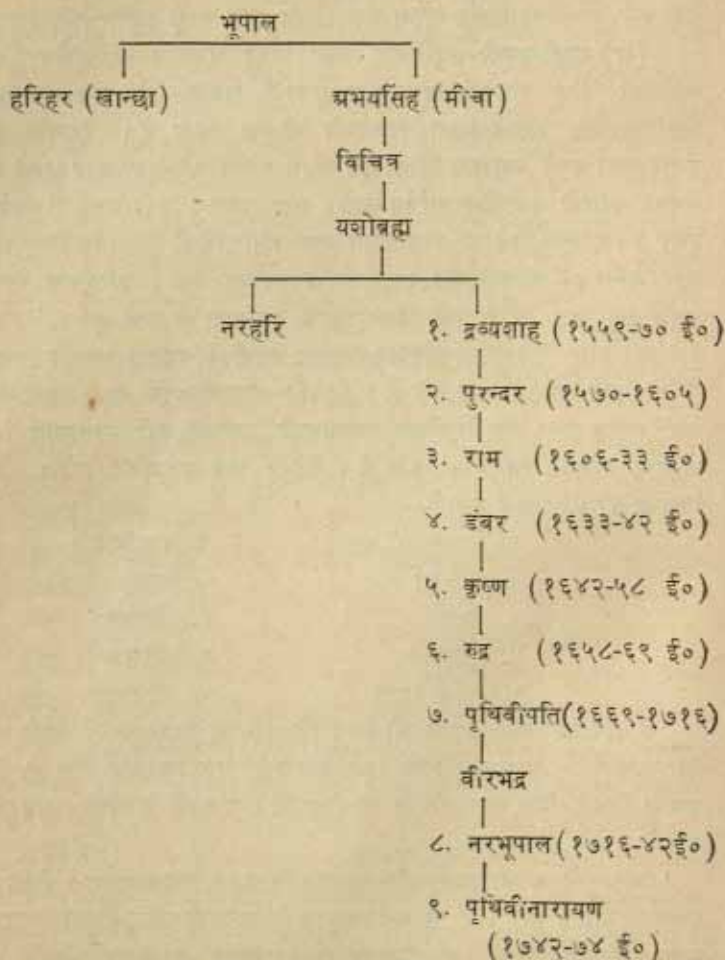 भूपाल
हरिहर (खान्छा) अभयसिंह (मीचा)
विचित्र
यशोब्रह्म
नरहरि १. द्रव्यशाह (१५५९-७० ई०)
२. पुरन्दर (१५७०-१६०५)
३. राम (१६०६-३३ ई०)
४. डंबर (१६३३-४२ ई०)
५. कृष्ण (१६४२-५८ ई०)
६. रुद्र (१६५८-६९ ई०)
७. पृथिवीपति(१६६९-१७१६)
वीरभद्र
८. नरभूपाल(१७१६-४२ई०)
९. पृथिवीनारायण
(१७४२-७४ ई०)